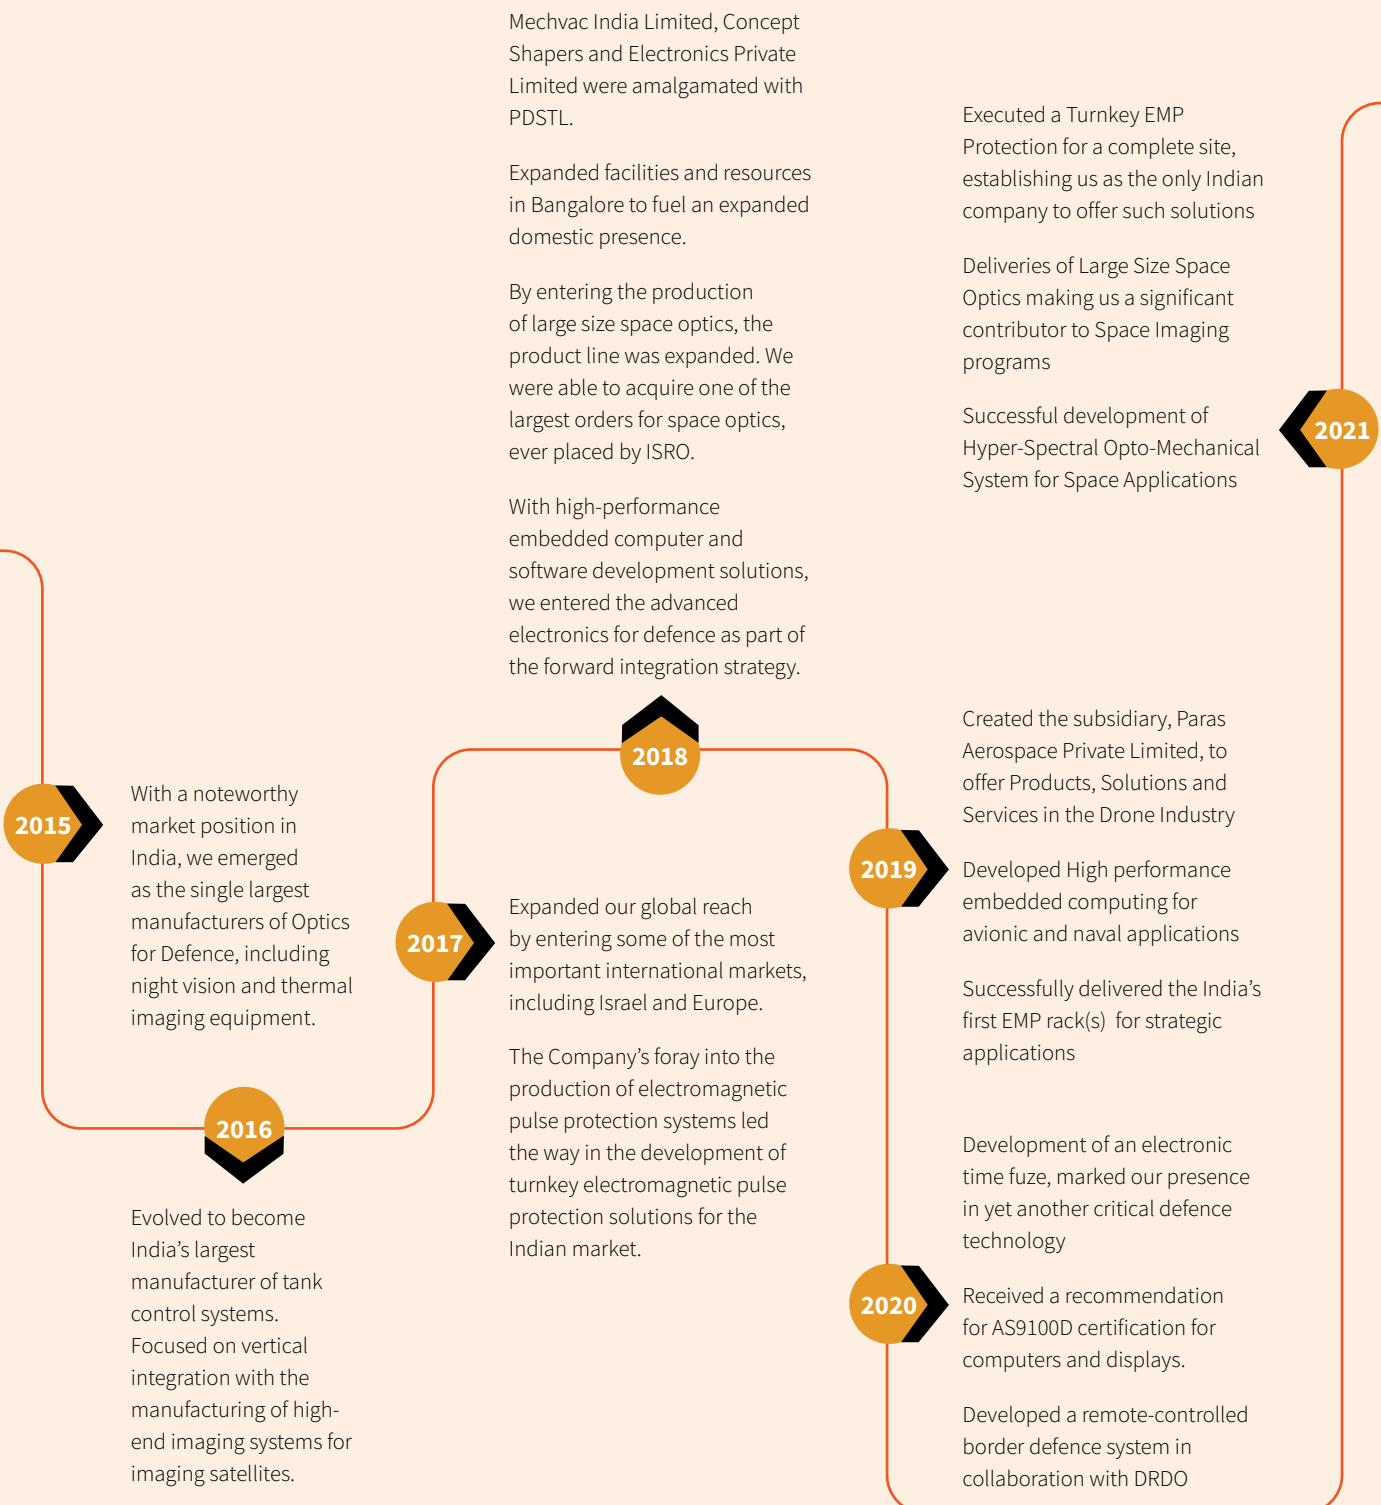 2015
With a noteworthy
market position in
India, we emerged
as the single largest
manufacturers of Optics
for Defence, including
night vision and thermal
imaging equipment.
2016
Evolved to become
India’s largest
manufacturer of tank
control systems.
Focused on vertical
integration with the
manufacturing of high-
end imaging systems for
imaging satellites.
2017
Expanded our global reach
by entering some of the most
important international markets,
including Israel and Europe.
The Company’s foray into the
production of electromagnetic
pulse protection systems led
the way in the development of
turnkey electromagnetic pulse
protection solutions for the
Indian market.
Mechvac India Limited, Concept
Shapers and Electronics Private
Limited were amalgamated with
PDSTL.
Expanded facilities and resources
in Bangalore to fuel an expanded
domestic presence.
By entering the production
of large size space optics, the
product line was expanded. We
were able to acquire one of the
largest orders for space optics,
ever placed by ISRO.
With high-performance
embedded computer and
software development solutions,
we entered the advanced
electronics for defence as part of
the forward integration strategy.
2018
2019
Created the subsidiary, Paras
Aerospace Private Limited, to
offer Products, Solutions and
Services in the Drone Industry
Developed High performance
embedded computing for
avionic and naval applications
Successfully delivered the India’s
first EMP rack(s)  for strategic
applications
2020
Development of an electronic
time fuze, marked our presence
in yet another critical defence
technology
Received a recommendation
for AS9100D certification for
computers and displays.
Developed a remote-controlled
border defence system in
collaboration with DRDO
Executed a Turnkey EMP
Protection for a complete site,
establishing us as the only Indian
company to offer such solutions
Deliveries of Large Size Space
Optics making us a significant
contributor to Space Imaging
programs
Successful development of
Hyper-Spectral Opto-Mechanical
System for Space Applications
2021